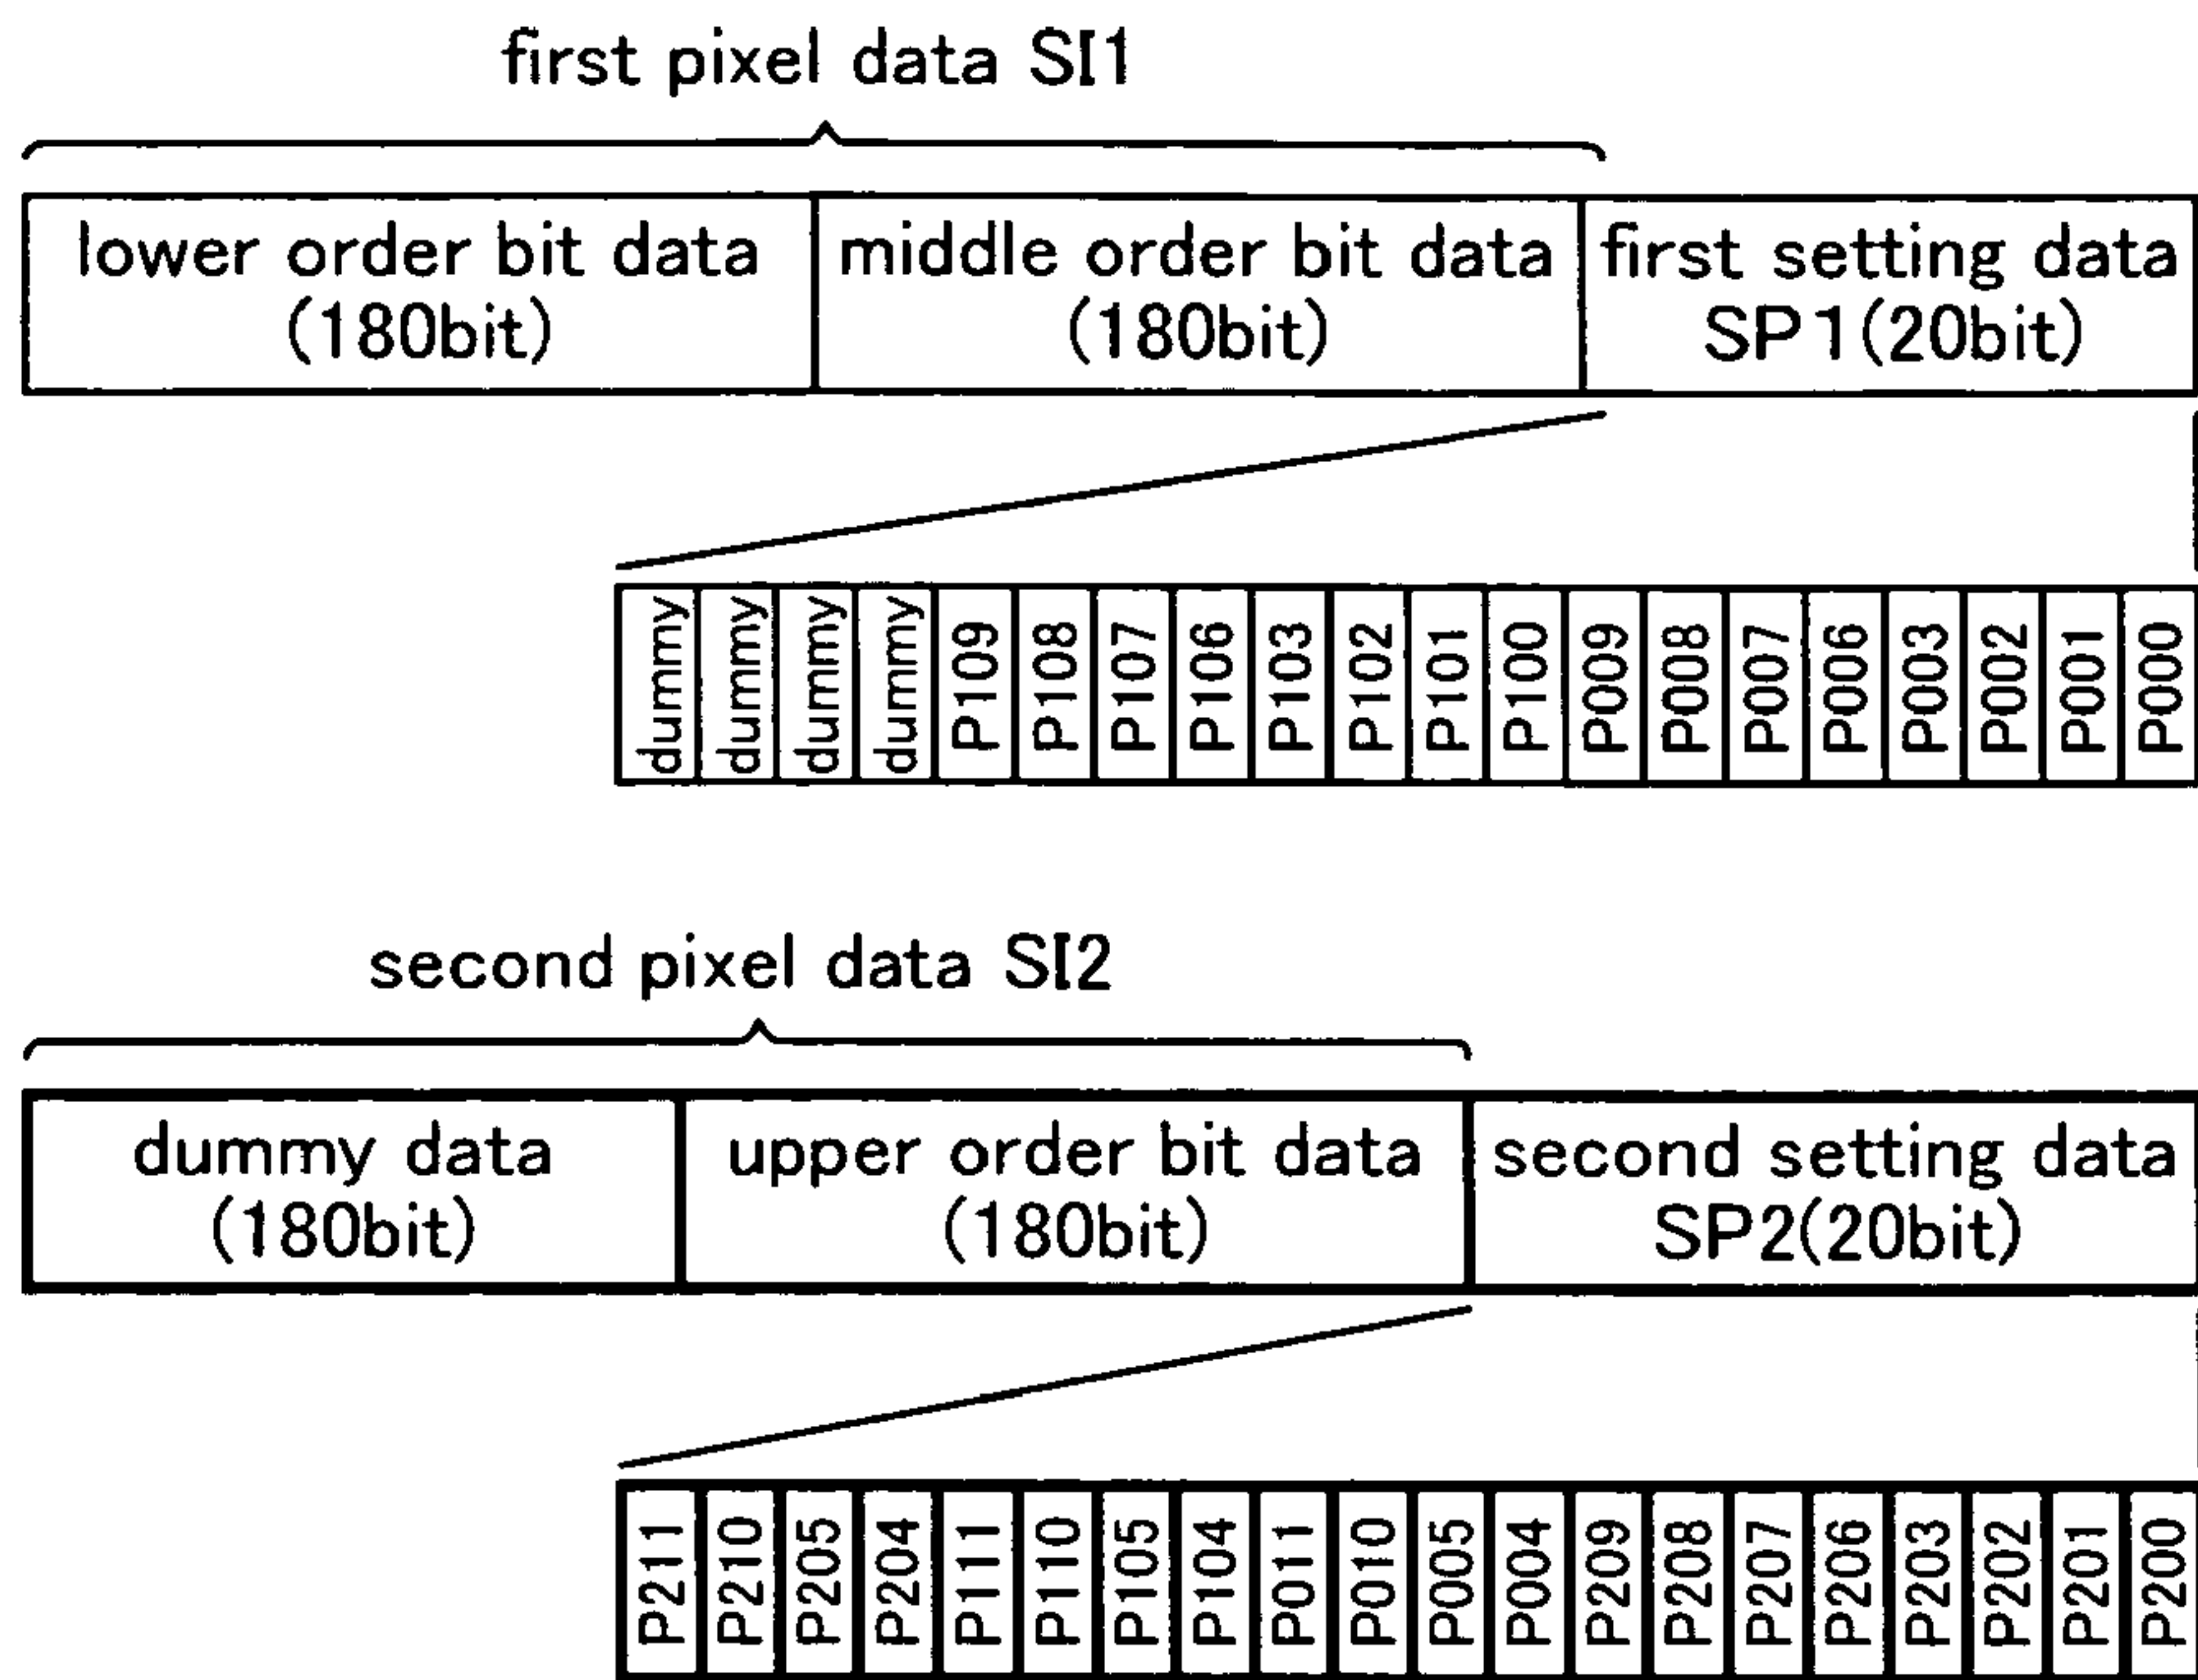 first pixel data SI1
lower order bit data middle order bit data first setting data
(180bit) (180bit) SP1(20bit)
dummy dummy dummy dummy P109 P108 P107 P106 P103 P102 P101 P100 P009 P008 P007 P006 P003 P002 P001 P000
second pixel data SI2
dummy data upper order bit data second setting data
(180bit) (180bit) SP2(20bit)
P211 P210 P205 P204 P111 P110 P105 P104 P011 P010 P005 P004 P209 P208 P207 P206 P203 P202 P201 P200